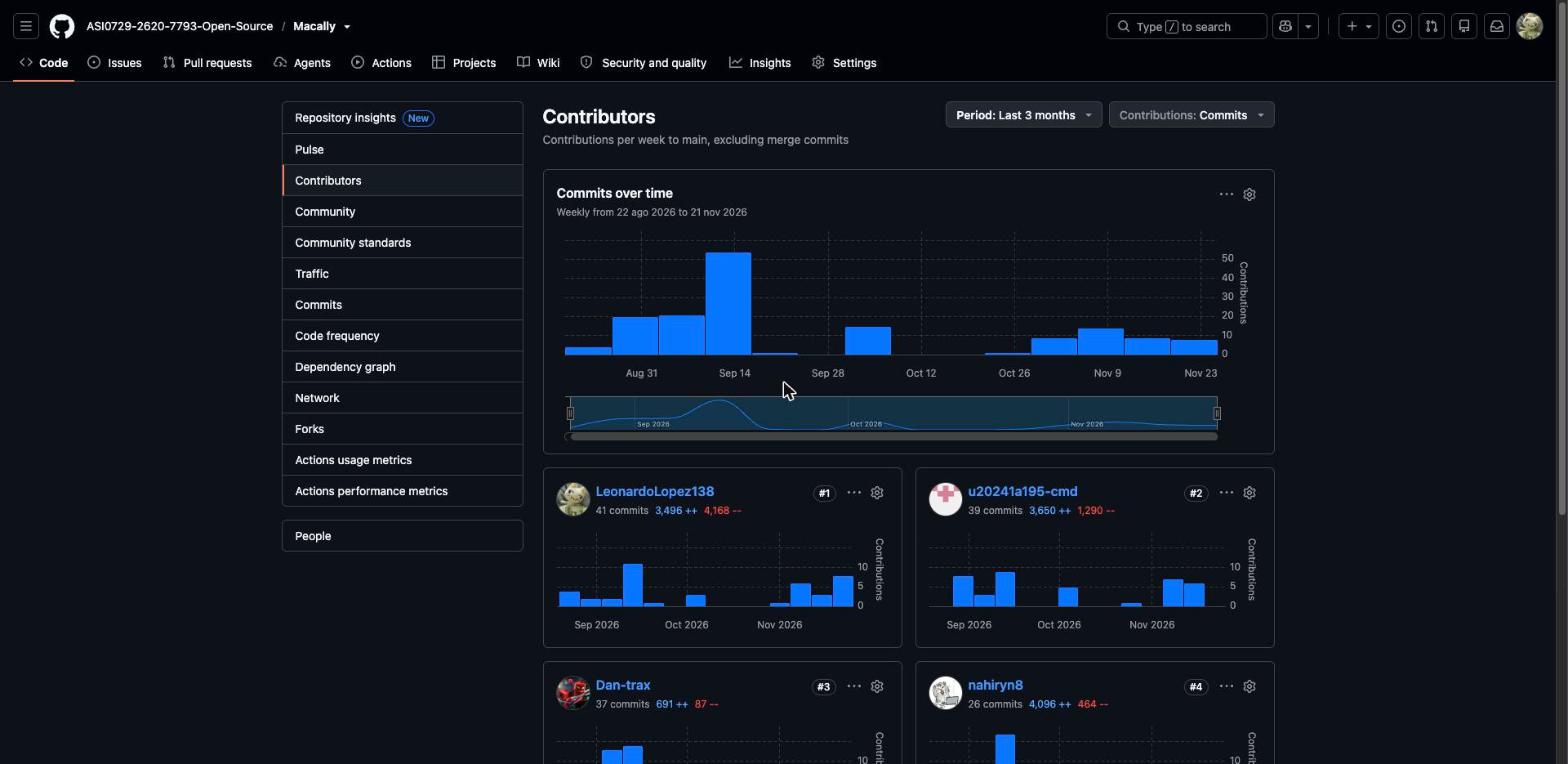 ASI0729-2620-7793-Open-Source / Macally
Type / to search
Code Issues Pull requests Agents Actions Projects Wiki Security and quality Insights Settings
Repository insights New
Pulse
Contributors
Community
Community standards
Traffic
Commits
Code frequency
Dependency graph
Network
Forks
Actions usage metrics
Actions performance metrics
People
Contributors
Contributions per week to main, excluding merge commits
Period: Last 3 months
Contributions: Commits
Commits over time
Weekly from 22 ago 2026 to 21 nov 2026
50
40
30
20
10
0
Contributions
Aug 31 Sep 14 Sep 28 Oct 12 Oct 26 Nov 9 Nov 23
Sep 2026 Oct 2026 Nov 2026
LeonardoLopez138
#1
41 commits 3,496 ++ 4,168 --
10
5
0
Contributions
Sep 2026 Oct 2026 Nov 2026
u20241a195-cmd
#2
39 commits 3,650 ++ 1,290 --
10
5
0
Contributions
Sep 2026 Oct 2026 Nov 2026
Dan-trax
#3
37 commits 691 ++ 87 --
10
nahiryn8
#4
26 commits 4,096 ++ 464 --
10